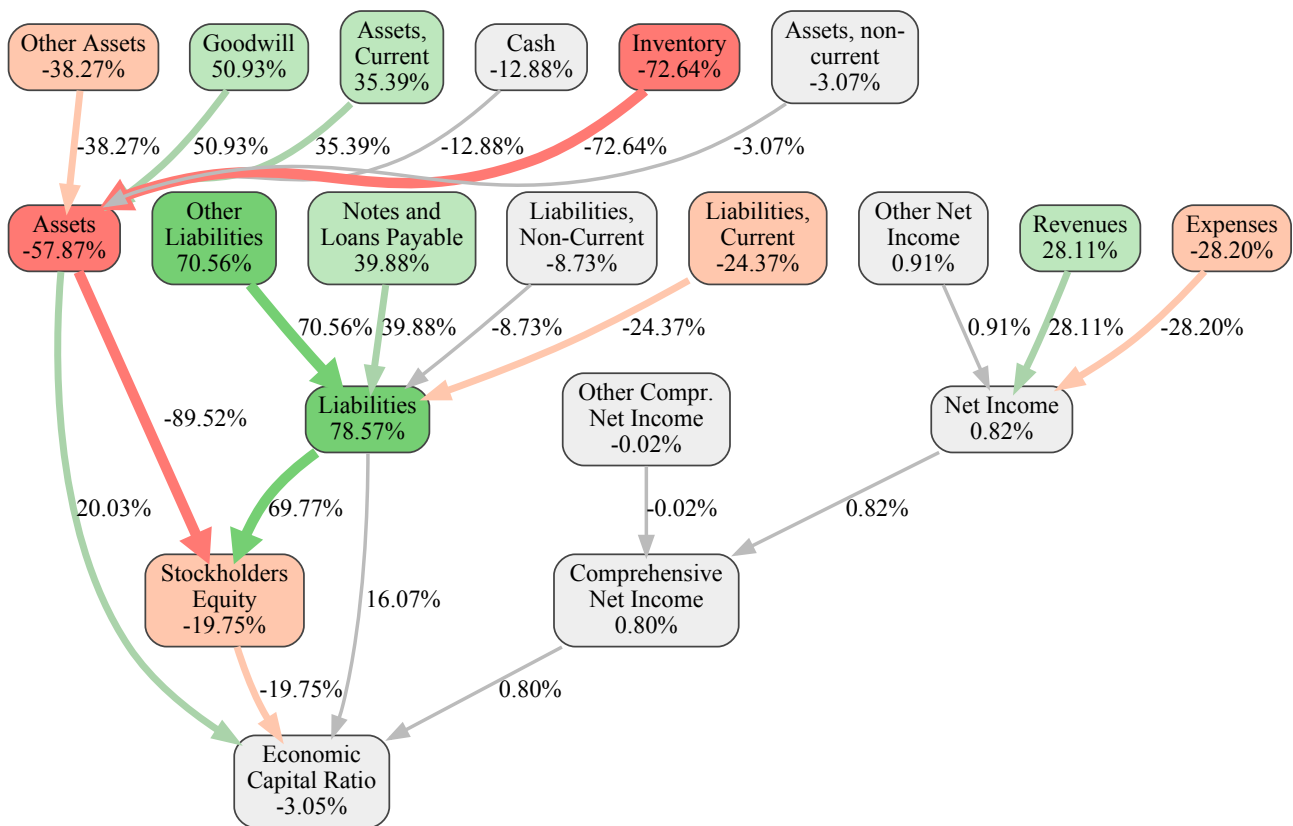 Other Assets
-38.27%
Goodwill
50.93%
Assets,
Current
35.39%
Cash
-12.88%
Inventory
-72.64%
Assets, non-
current
-3.07%
-38.27%
50.93%
35.39%
-12.88%
-72.64%
-3.07%
Assets
-57.87%
Other
Liabilities
70.56%
Notes and
Loans Payable
39.88%
Liabilities,
Non-Current
-8.73%
Liabilities,
Current
-24.37%
Other Net
Income
0.91%
Revenues
28.11%
Expenses
-28.20%
70.56%
39.88%
-8.73%
-24.37%
0.91%
28.11%
-28.20%
Liabilities
78.57%
Other Compr.
Net Income
-0.02%
Net Income
0.82%
-89.52%
20.03%
69.77%
-0.02%
0.82%
Stockholders
Equity
-19.75%
16.07%
Comprehensive
Net Income
0.80%
-19.75%
0.80%
Economic
Capital Ratio
-3.05%